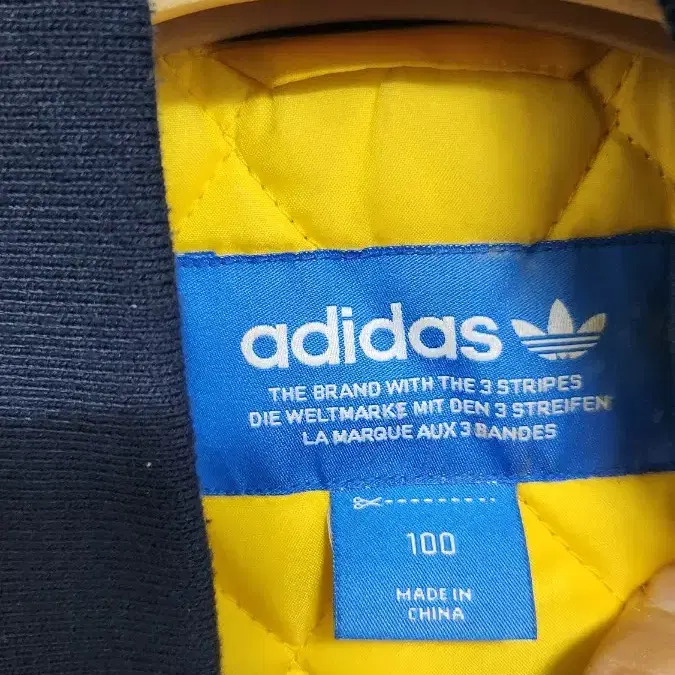 adidas
THE BRAND WITH THE 3 STRIPES
DIE WELTMARKE MIT DEN 3 STREIFEN
LA MARQUE AUX 3 BANDES
100
MADE IN
CHINA